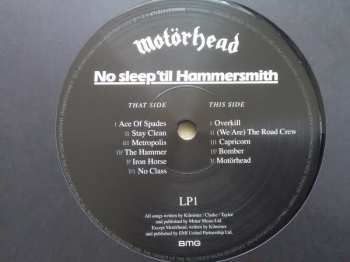 Motörhead
No sleep 'til Hammersmith
THAT SIDE
I Ace Of Spades
II Stay Clean
III Metropolis
IV The Hammer
V Iron Horse
VI No Class
THIS SIDE
I Overkill
II (We Are) The Road Crew
III Capricorn
IV Bomber
V Motörhead
LP1
All songs written by Kilmister / Clarke / Taylor
and published by Motor Music Ltd.
Except Motörhead, written by Kilmister
and published by EMI United Partnership Ltd.
BMG